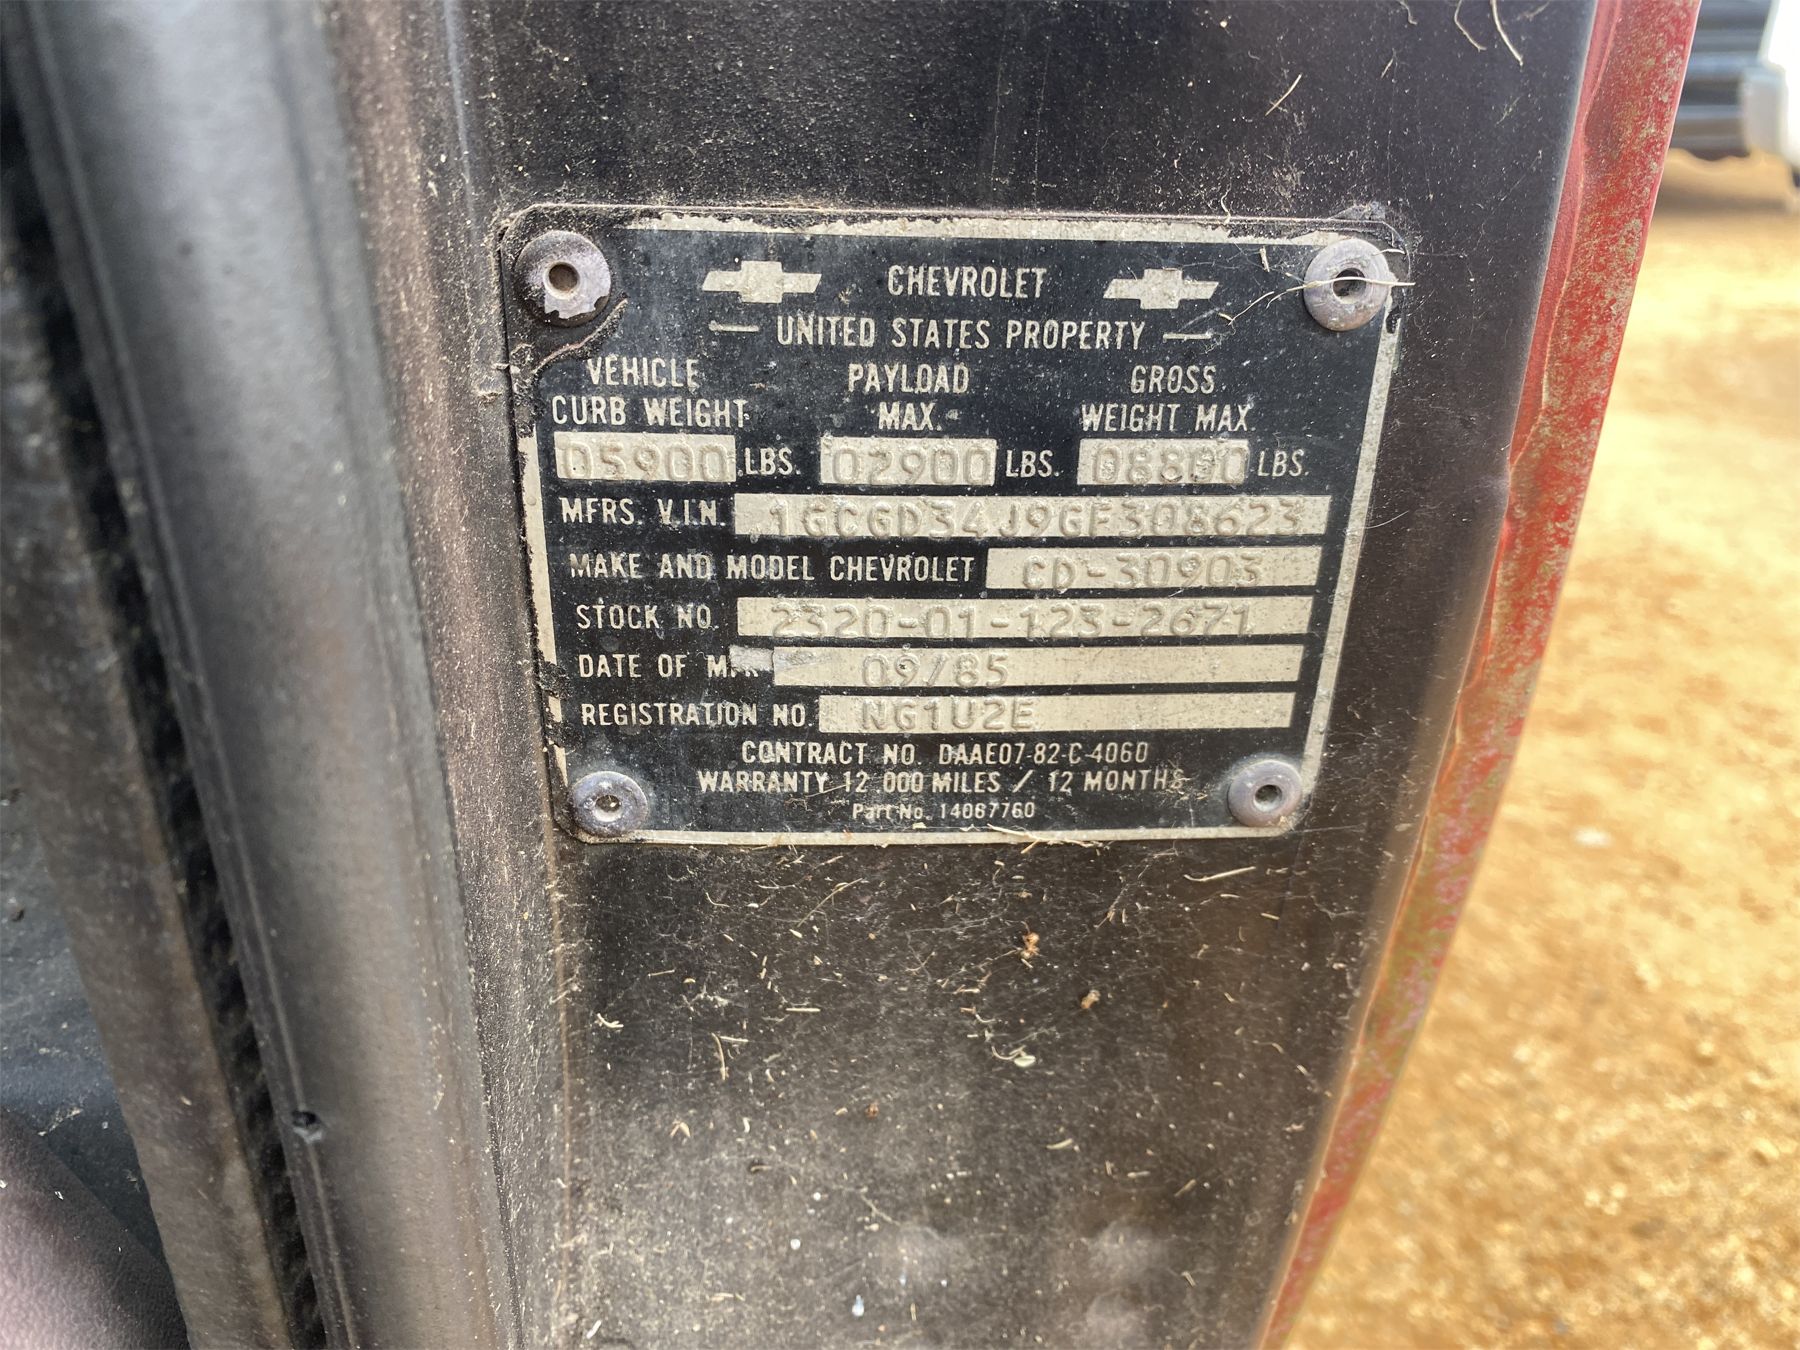 CHEVROLET
UNITED STATES PROPERTY
VEHICLE CURB WEIGHT 05900 LBS.
PAYLOAD MAX. 02900 LBS.
GROSS WEIGHT MAX. 08800 LBS.
MFRS. V.I.N. 1GCGD34J9GF308623
MAKE AND MODEL CHEVROLET CD-30903
STOCK NO. 2320-01-123-2671
DATE OF MFR 09/85
REGISTRATION NO. NG1U2E
CONTRACT NO. DAAE07-82-C-4060
WARRANTY 12,000 MILES / 12 MONTHS
Part No. 14067760